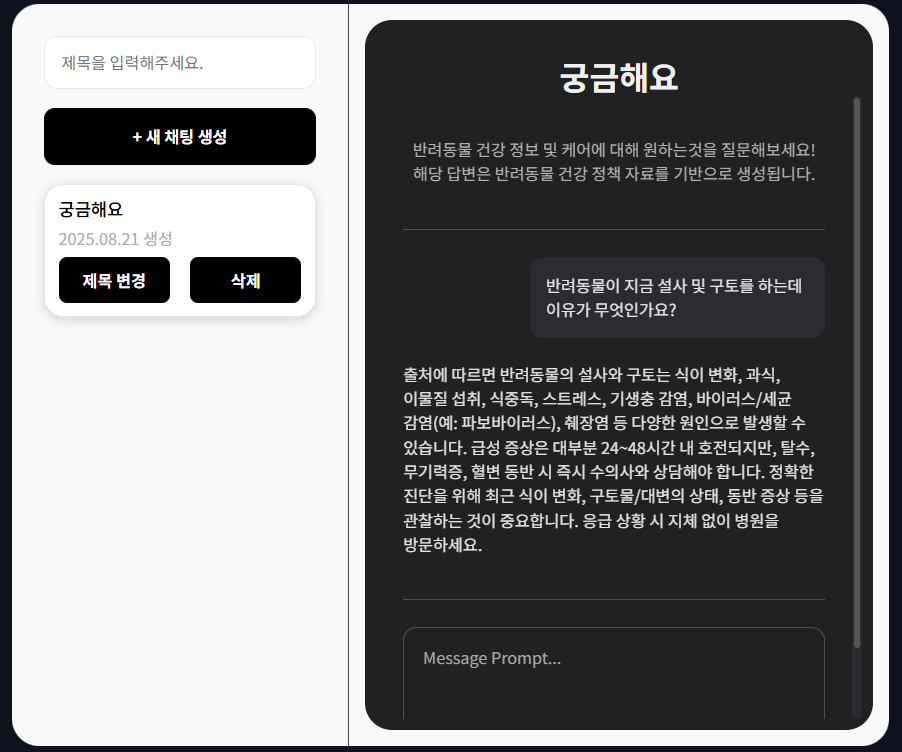 제목을 입력해주세요.
+ 새 채팅 생성
궁금해요
2025.08.21 생성
제목 변경
삭제
궁금해요
반려동물 건강 정보 및 케어에 대해 원하는것을 질문해보세요!
해당 답변은 반려동물 건강 정책 자료를 기반으로 생성됩니다.
반려동물이 지금 설사 및 구토를 하는데
이유가 무엇인가요?
출처에 따르면 반려동물의 설사와 구토는 식이 변화, 과식,
이물질 섭취, 식중독, 스트레스, 기생충 감염, 바이러스/세균
감염(예: 파보바이러스), 췌장염 등 다양한 원인으로 발생할 수
있습니다. 급성 증상은 대부분 24~48시간 내 호전되지만, 탈수,
무기력증, 혈변 동반 시 즉시 수의사와 상담해야 합니다. 정확한
진단을 위해 최근 식이 변화, 구토물/대변의 상태, 동반 증상 등을
관찰하는 것이 중요합니다. 응급 상황 시 지체 없이 병원을
방문하세요.
Message Prompt...